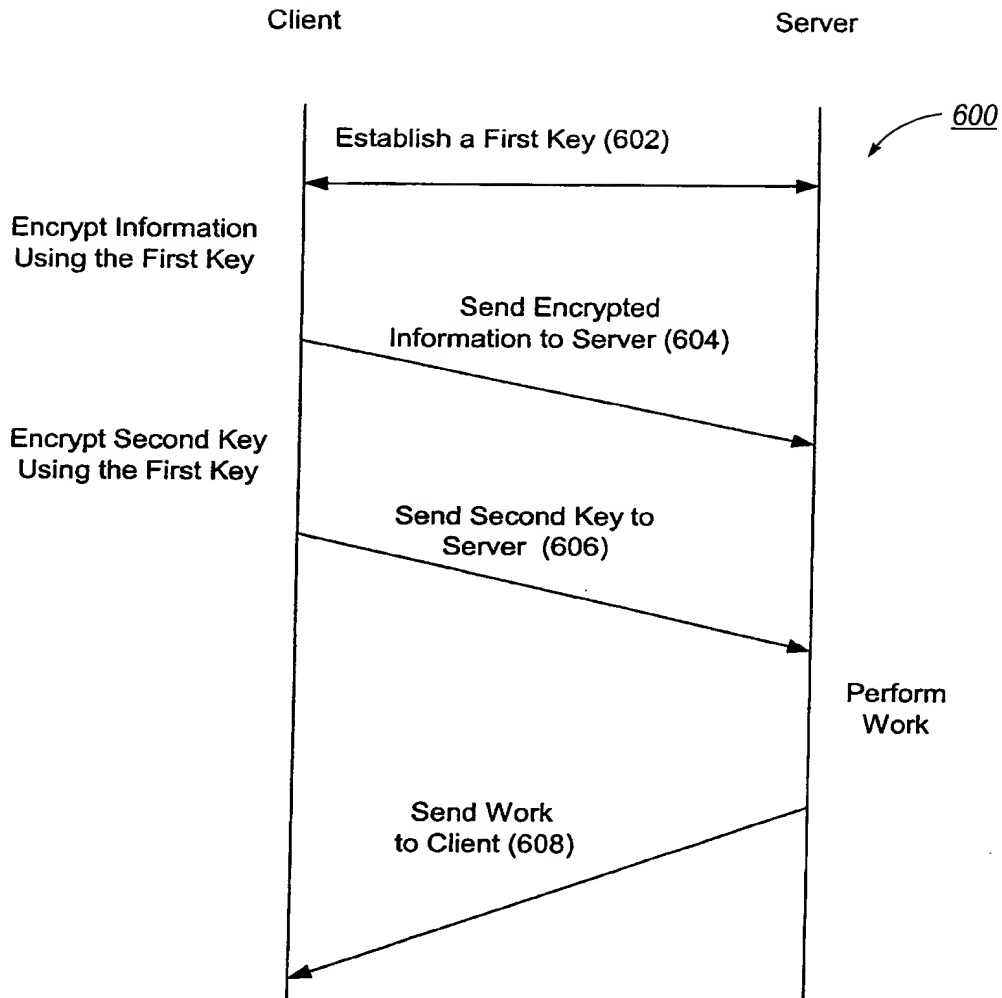 Client
Server
600
Establish a First Key (602)
Encrypt Information
Using the First Key
Send Encrypted
Information to Server (604)
Encrypt Second Key
Using the First Key
Send Second Key to
Server (606)
Perform
Work
Send Work
to Client (608)